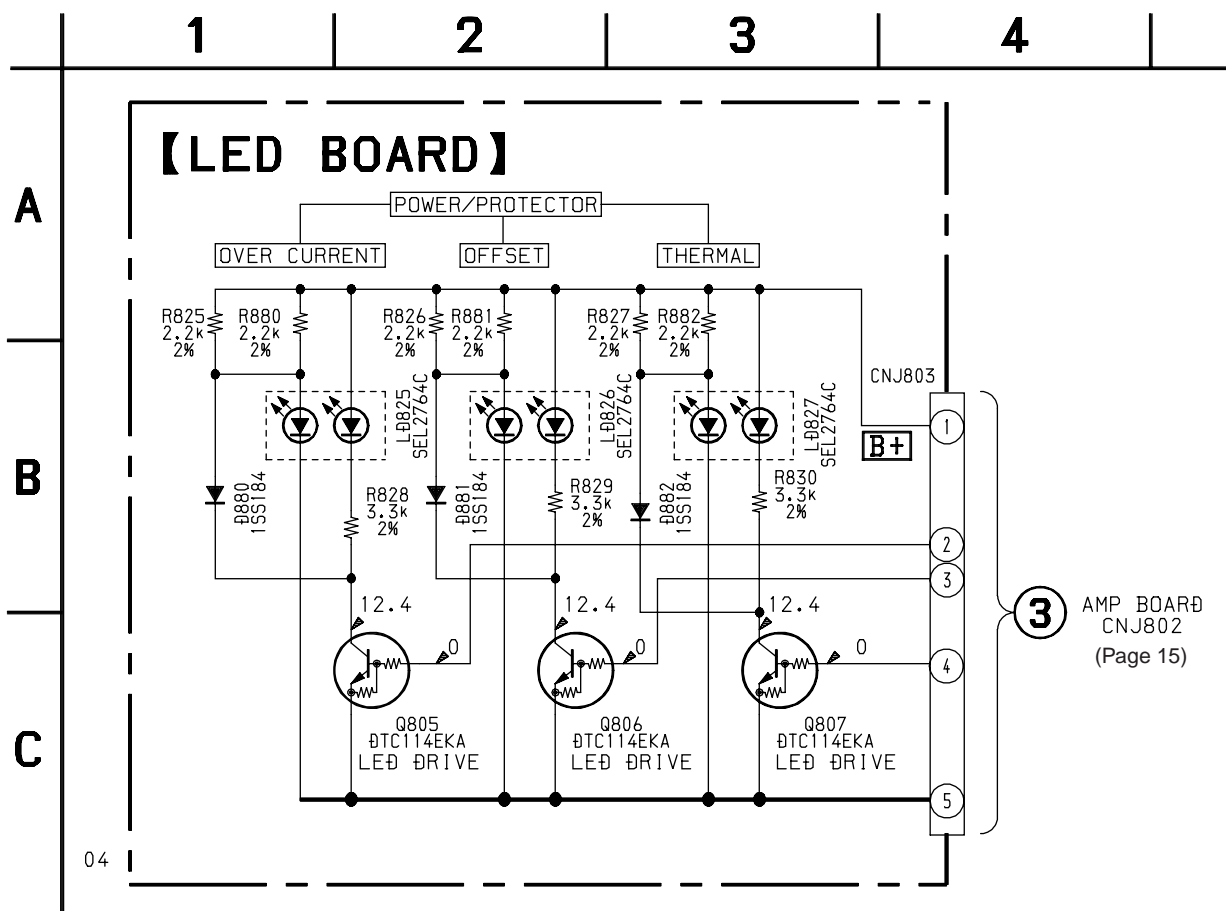 1 2 3 4
A
B
C
【LED BOARD】
POWER/PROTECTOR
OVER CURRENT
OFFSET
THERMAL
R825
2.2k
2%
R880
2.2k
2%
R826
2.2k
2%
R881
2.2k
2%
R827
2.2k
2%
R882
2.2k
2%
CNJ803
LD825
SEL2764C
LD826
SEL2764C
LD827
SEL2764C
B+
1
2
3
4
5
D880
1SS184
R828
3.3k
2%
D881
1SS184
R829
3.3k
2%
D882
1SS184
R830
3.3k
2%
12.4
0
12.4
0
12.4
0
Q805
DTC114EKA
LED DRIVE
Q806
DTC114EKA
LED DRIVE
Q807
DTC114EKA
LED DRIVE
3
AMP BOARD
CNJ802
(Page 15)
04